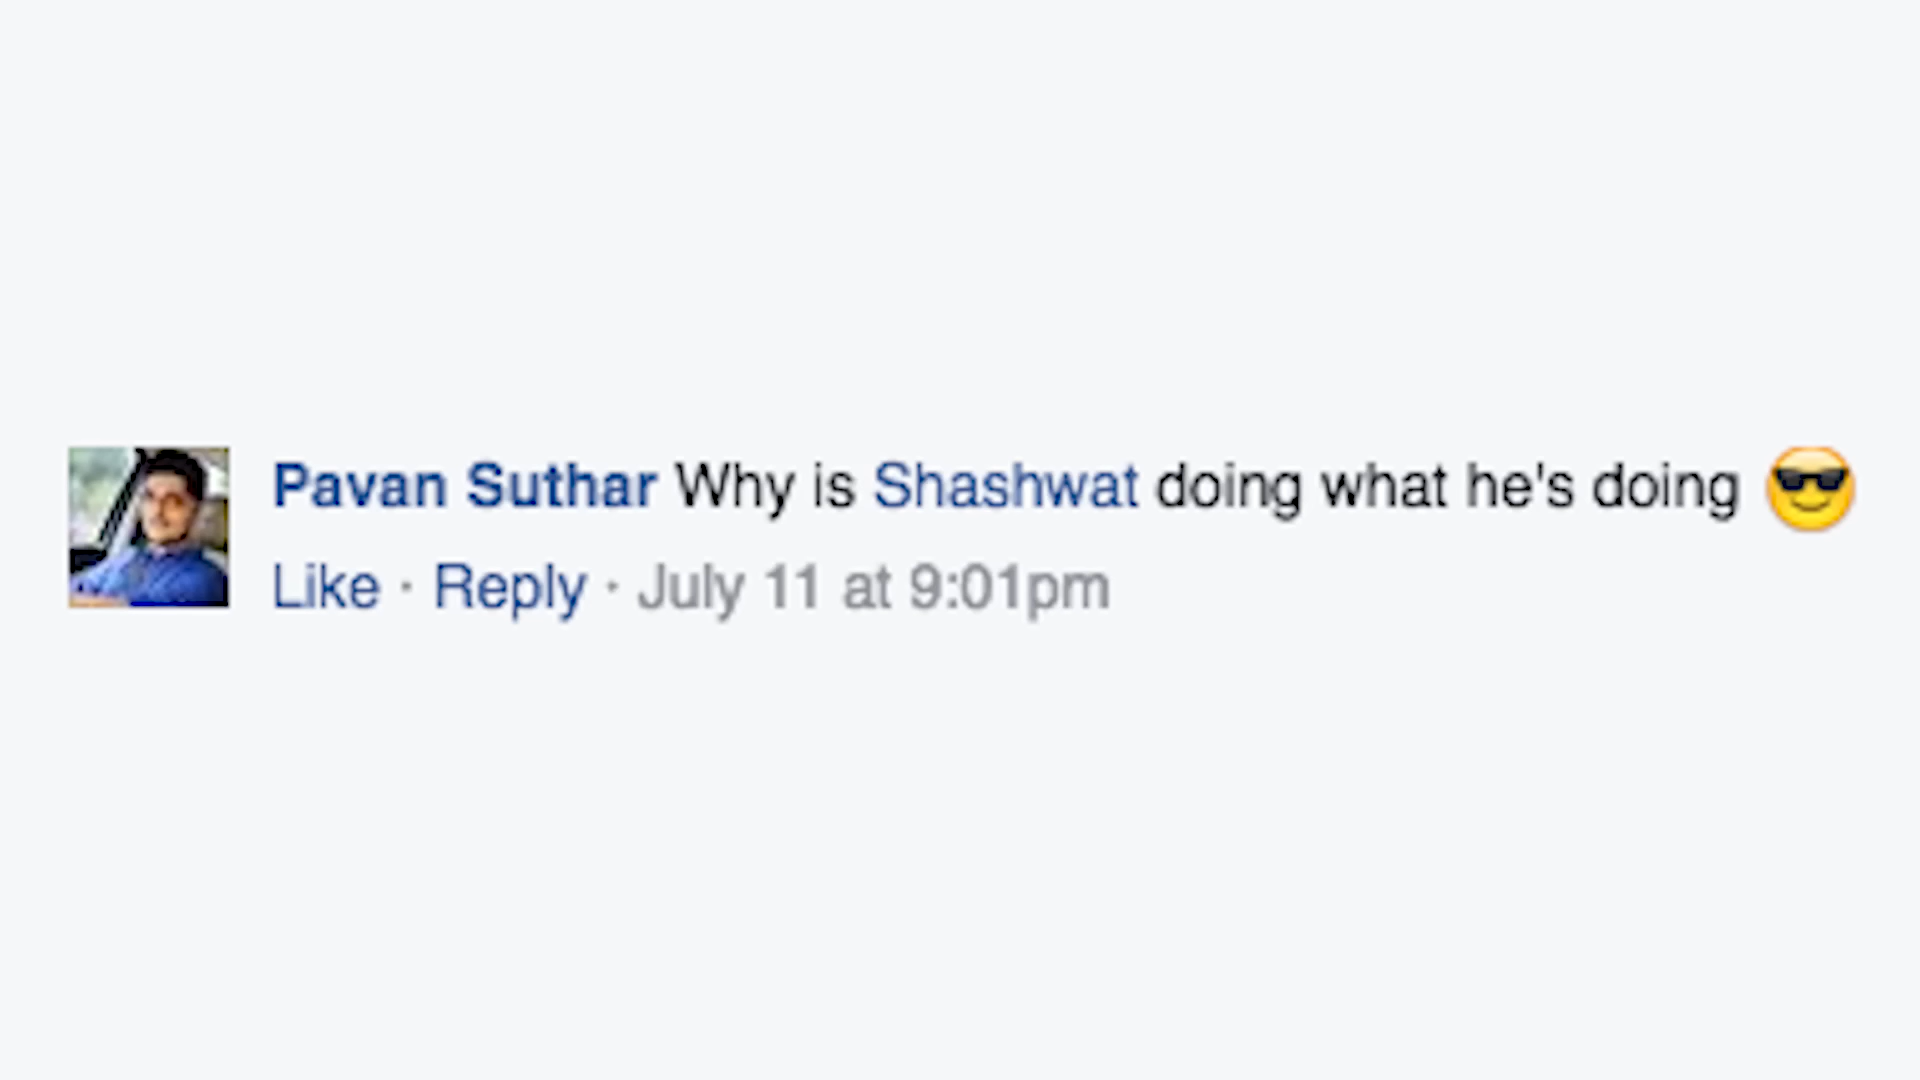 Pavan Suthar Why is Shashwat doing what he's doing 😎
Like · Reply · July 11 at 9:01pm